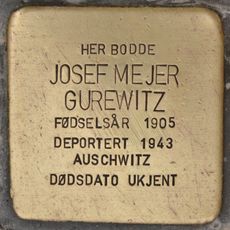 HER BODDE
JOSEF MEJER
GUREWITZ
FØDSELSÅR 1905
DEPORTERT 1943
AUSCHWITZ
DØDSDATO UKJENT